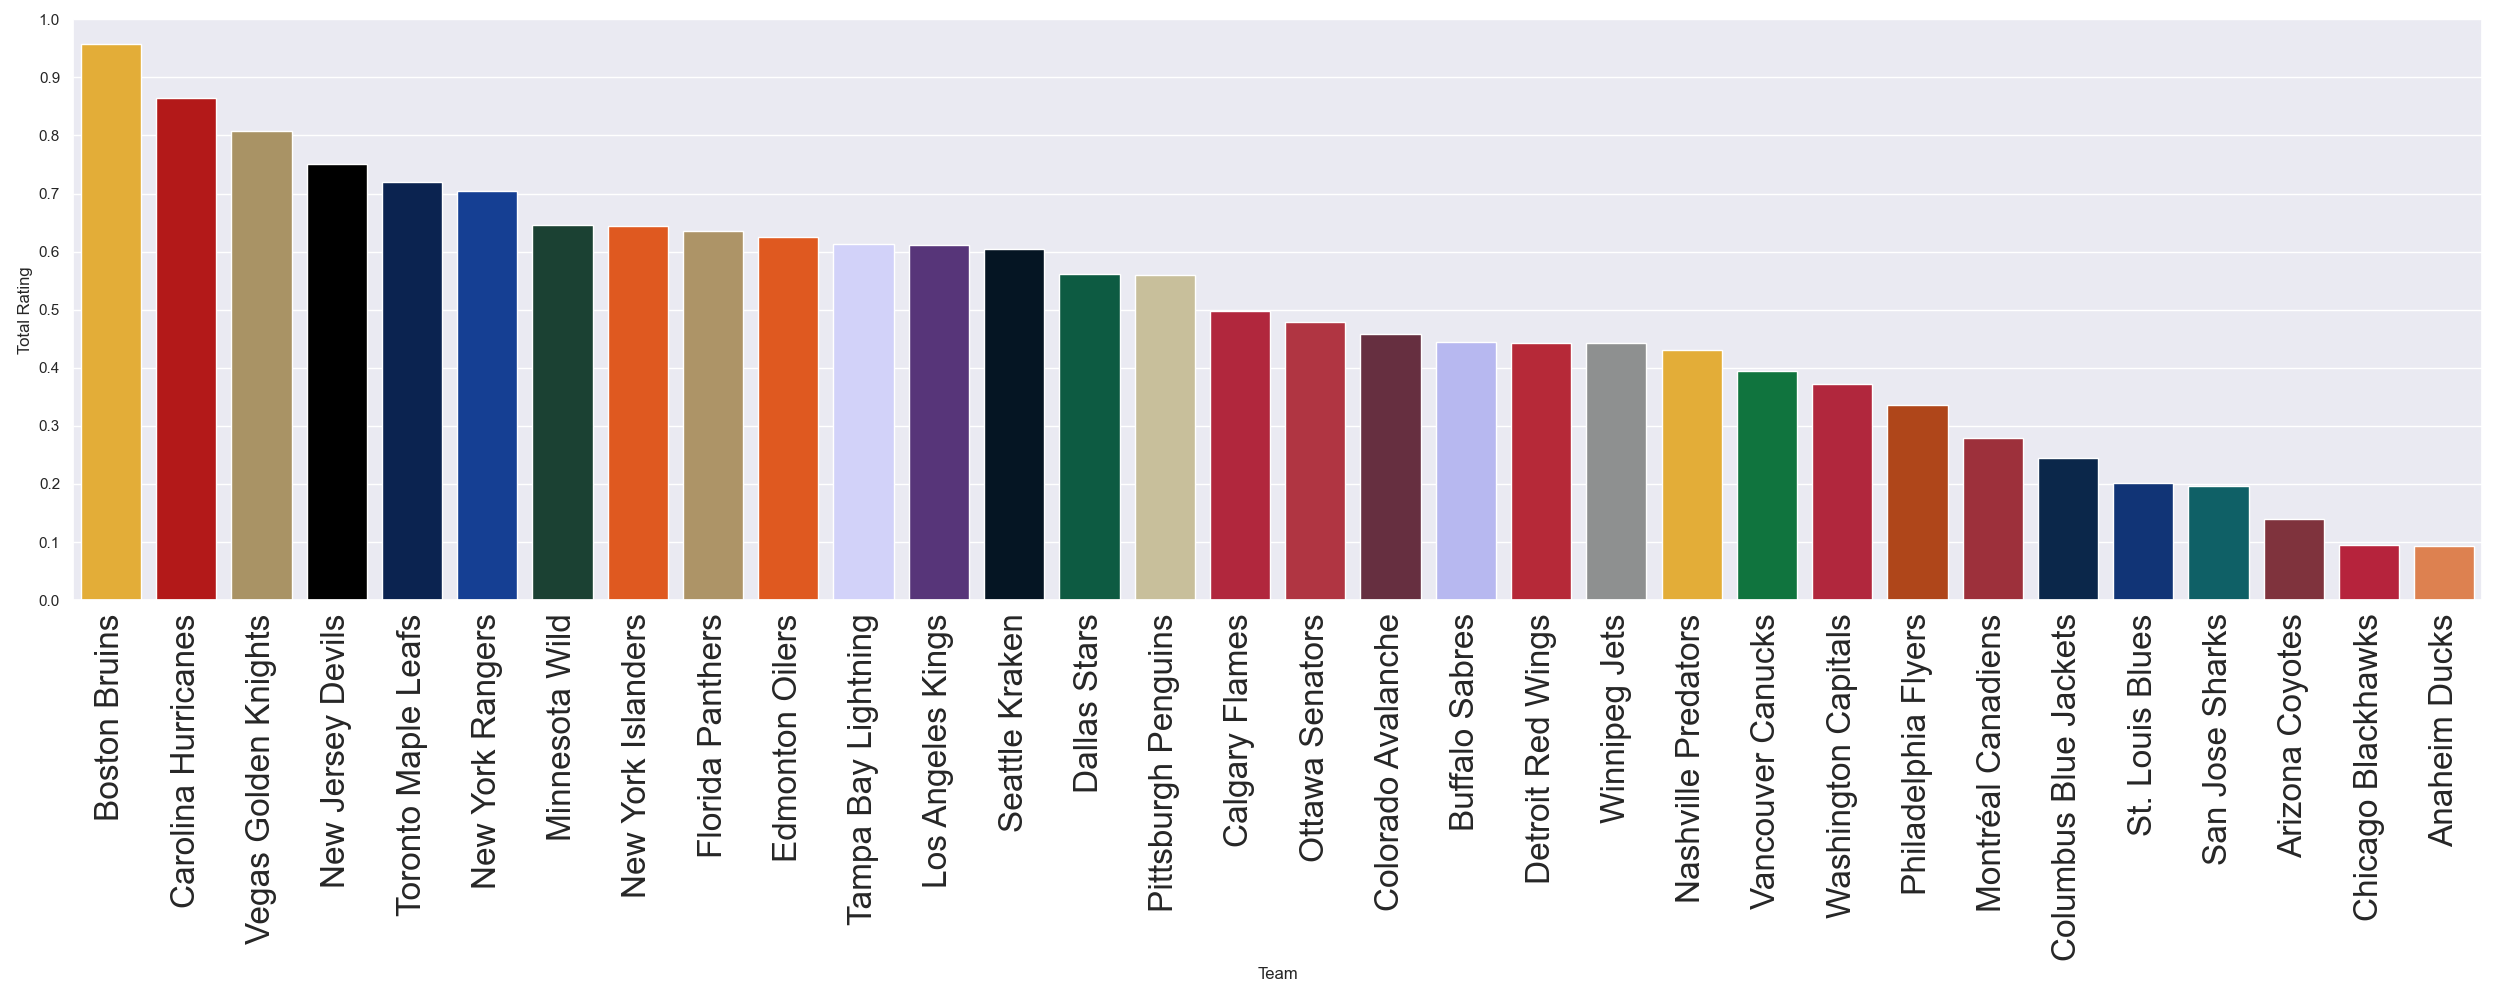 1.0
0.9
0.8
0.7
0.6
0.5
0.4
0.3
0.2
0.1
0.0
Total Rating
Boston Bruins
Carolina Hurricanes
Vegas Golden Knights
New Jersey Devils
Toronto Maple Leafs
New York Rangers
Minnesota Wild
New York Islanders
Florida Panthers
Edmonton Oilers
Tampa Bay Lightning
Los Angeles Kings
Seattle Kraken
Dallas Stars
Pittsburgh Penguins
Calgary Flames
Ottawa Senators
Colorado Avalanche
Buffalo Sabres
Detroit Red Wings
Winnipeg Jets
Nashville Predators
Vancouver Canucks
Washington Capitals
Philadelphia Flyers
Montréal Canadiens
Columbus Blue Jackets
St. Louis Blues
San Jose Sharks
Arizona Coyotes
Chicago Blackhawks
Anaheim Ducks
Team